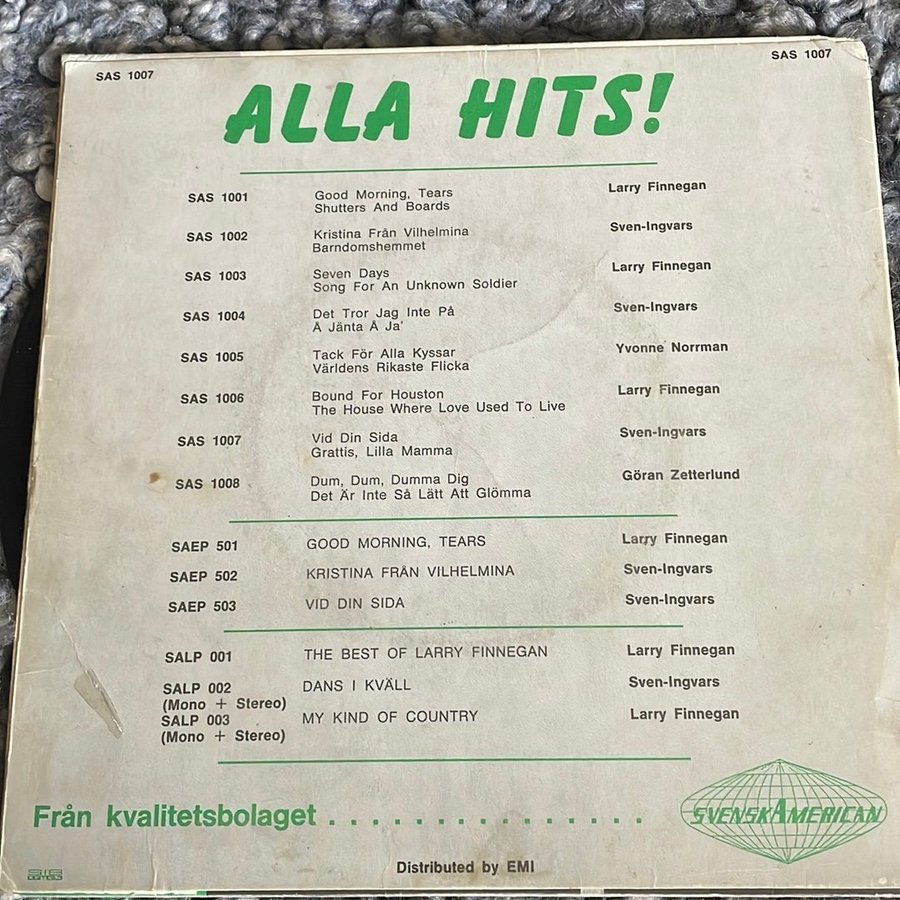 SAS 1007
SAS 1007
ALLA HITS!
SAS 1001 Good Morning, Tears Larry Finnegan
Shutters And Boards
SAS 1002 Kristina Från Vilhelmina Sven-Ingvars
Barndomshemmet
SAS 1003 Seven Days Larry Finnegan
Song For An Unknown Soldier
SAS 1004 Det Tror Jag Inte På Sven-Ingvars
Å Jänta Å Ja'
SAS 1005 Tack För Alla Kyssar Yvonne Norrman
Världens Rikaste Flicka
SAS 1006 Bound For Houston Larry Finnegan
The House Where Love Used To Live
SAS 1007 Vid Din Sida Sven-Ingvars
Grattis, Lilla Mamma
SAS 1008 Dum, Dum, Dumma Dig Göran Zetterlund
Det Är Inte Så Lätt Att Glömma
SAEP 501 GOOD MORNING, TEARS Larry Finnegan
SAEP 502 KRISTINA FRÅN VILHELMINA Sven-Ingvars
SAEP 503 VID DIN SIDA Sven-Ingvars
SALP 001 THE BEST OF LARRY FINNEGAN Larry Finnegan
SALP 002 DANS I KVÄLL Sven-Ingvars
(Mono + Stereo)
SALP 003 MY KIND OF COUNTRY Larry Finnegan
(Mono + Stereo)
Från kvalitetsbolaget . . . . . . . . . . . . . . .
SVENSKAMERICAN
Distributed by EMI